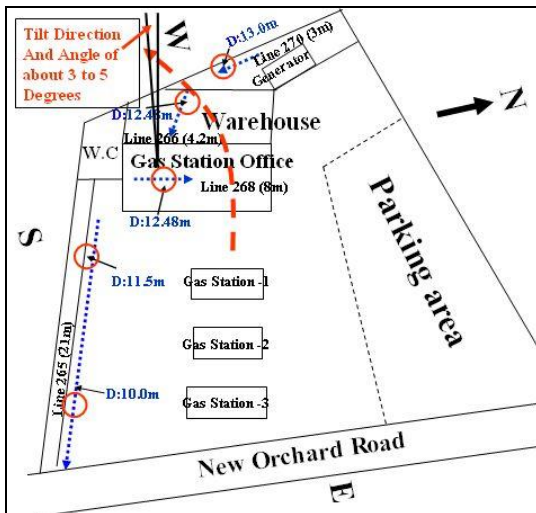 Tilt Direction
And Angle of
about 3 to 5
Degrees
W
D:13.0m
Line 270 (3m)
Generator
N
D:12.48m
Warehouse
Line 266 (4.2m)
W.C
Gas Station Office
Line 268 (8m)
D:12.48m
S
Parking area
D:11.5m
Gas Station -1
Gas Station -2
Line 265 (21m)
D:10.0m
Gas Station -3
New Orchard Road
E